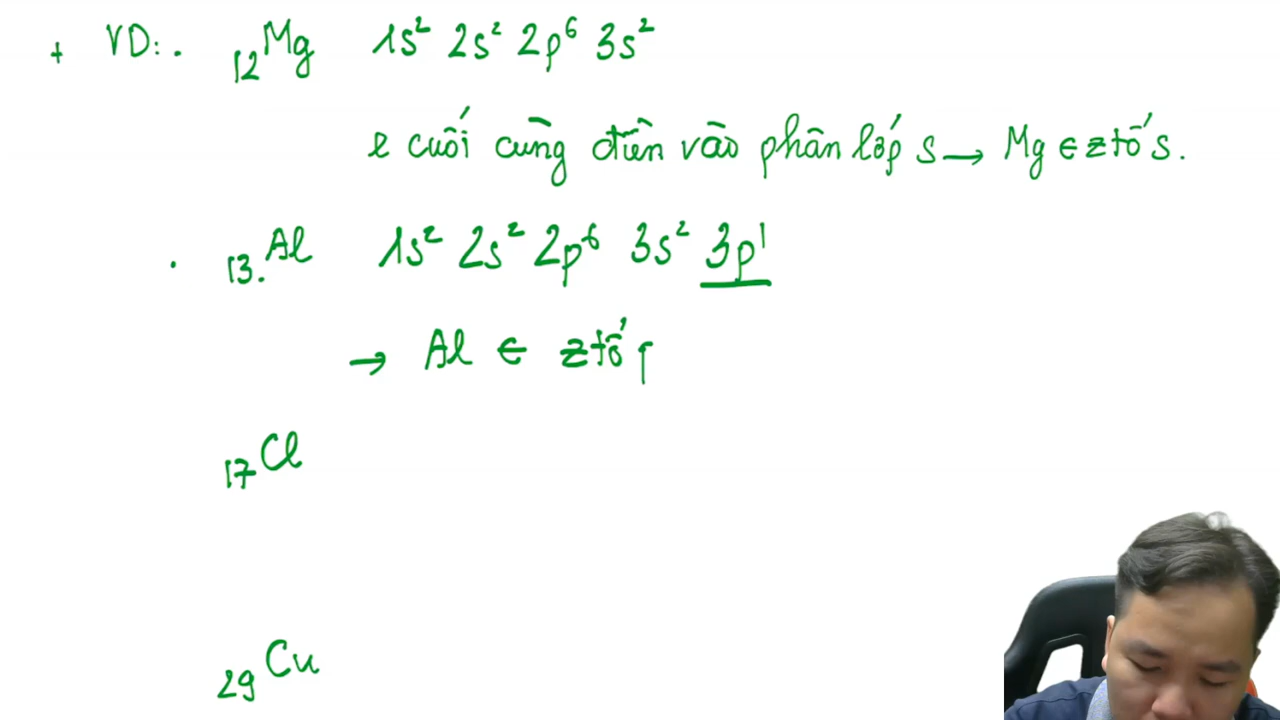 + VD: . ₁₂Mg 1s² 2s² 2p⁶ 3s²
e cuối cùng điền vào phân lớp s → Mg ∈ z tố s.
. ₁₃.Al 1s² 2s² 2p⁶ 3s² 3p¹
→ Al ∈ z tố p
₁₇Cl
₂₉Cu